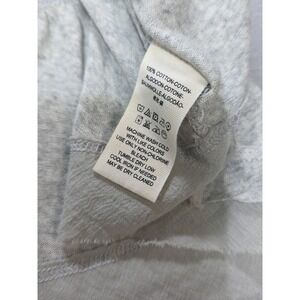 100% COTTON-COTON-
ALGODON-COTONE-
BAUMWOLLE-ALGODÃO-
MACHINE WASH COLD
WITH LIKE COLORS
USE ONLY NON-CHLORINE
BLEACH
TUMBLE DRY LOW
COOL IRON IF NEEDED
MAY BE DRY CLEANED